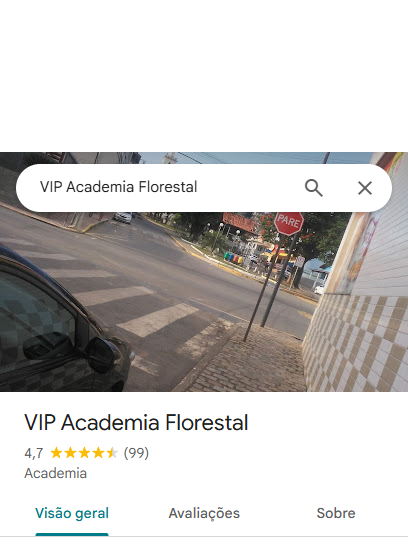 VIP Academia Florestal
PARE
VIP Academia Florestal
4,7 (99)
Academia
Visão geral
Avaliações
Sobre